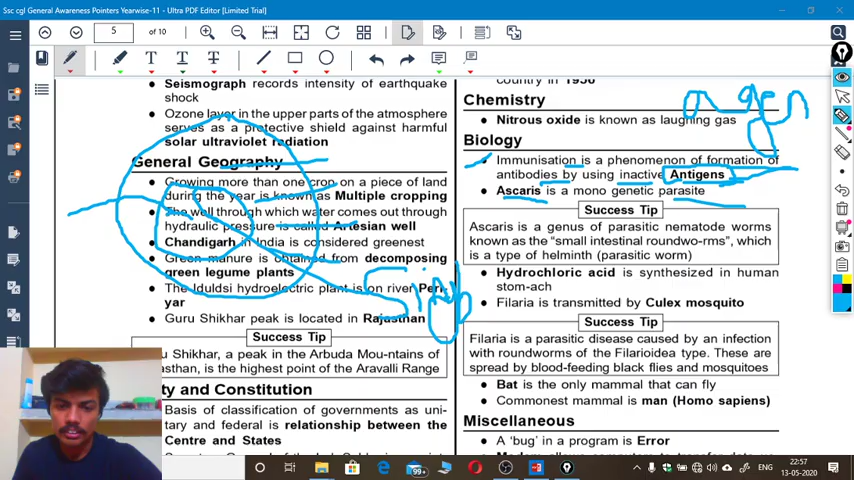 Ssc cgl General Awareness Pointers Yearwise-11 - Ultra PDF Editor [Limited Trial]
5 of 10
Seismograph records intensity of earthquake
shock
Ozone layer in the upper parts of the atmosphere
serves as a protective shield against harmful
solar ultraviolet radiation
General Geography
Growing more than one crop on a piece of land
during the year is known as Multiple cropping
The well through which water comes out through
hydraulic pressure is called Artesian well
Chandigarh in India is considered greenest
Green manure is obtained from decomposing
green legume plants
The Iduldsi hydroelectric plant is on river Peri-
yar
Guru Shikhar peak is located in Rajasthan
Success Tip
u Shikhar, a peak in the Arbuda Mou-ntains of
sthan, is the highest point of the Aravalli Range
ty and Constitution
Basis of classification of governments as uni-
tary and federal is relationship between the
Centre and States
country in 1956
Chemistry
Nitrous oxide is known as laughing gas
Biology
Immunisation is a phenomenon of formation of
antibodies by using inactive Antigens
Ascaris is a mono genetic parasite
Success Tip
Ascaris is a genus of parasitic nematode worms
known as the "small intestinal roundwo-rms", which
is a type of helminth (parasitic worm)
Hydrochloric acid is synthesized in human
stom-ach
Filaria is transmitted by Culex mosquito
Success Tip
Filaria is a parasitic disease caused by an infection
with roundworms of the Filarioidea type. These are
spread by blood-feeding black flies and mosquitoes
Bat is the only mammal that can fly
Commonest mammal is man (Homo sapiens)
Miscellaneous
A 'bug' in a program is Error
99+
ENG
22:57
13-05-2020